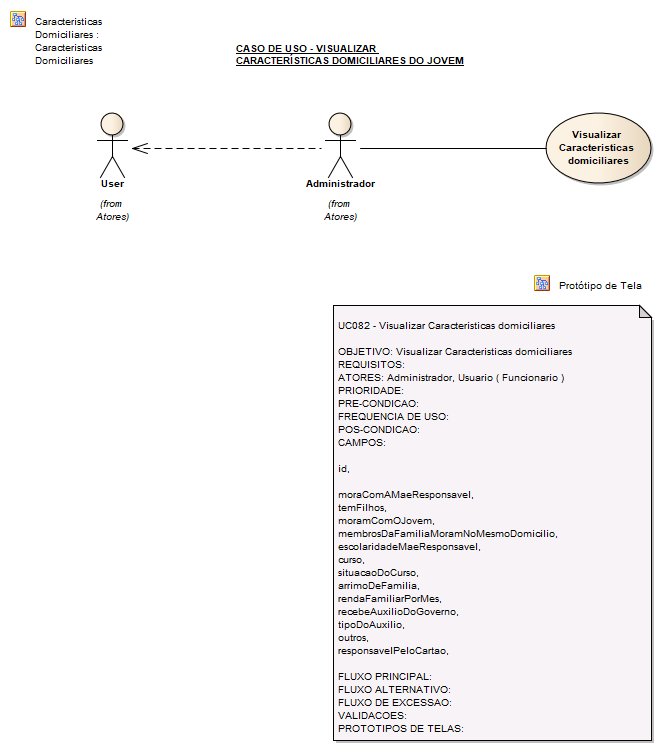 Caracteristicas
Domiciliares :
Caracteristicas
Domiciliares
CASO DE USO - VISUALIZAR
CARACTERÍSTICAS DOMICILIARES DO JOVEM
User
(from
Atores)
Administrador
(from
Atores)
Visualizar
Caracteristicas
domiciliares
Protótipo de Tela
UC082 - Visualizar Caracteristicas domiciliares
OBJETIVO: Visualizar Caracteristicas domiciliares
REQUISITOS:
ATORES: Administrador, Usuario ( Funcionario )
PRIORIDADE:
PRE-CONDICAO:
FREQUENCIA DE USO:
POS-CONDICAO:
CAMPOS:
id,
moraComAMaeResponsavel,
temFilhos,
moramComOJovem,
membrosDaFamiliaMoramNoMesmoDomicilio,
escolaridadeMaeResponsavel,
curso,
situacaoDoCurso,
arrimoDeFamilia,
rendaFamiliarPorMes,
recebeAuxilioDoGoverno,
tipoDoAuxilio,
outros,
responsavelPeloCartao,
FLUXO PRINCIPAL:
FLUXO ALTERNATIVO:
FLUXO DE EXCESSAO:
VALIDACOES:
PROTOTIPOS DE TELAS: